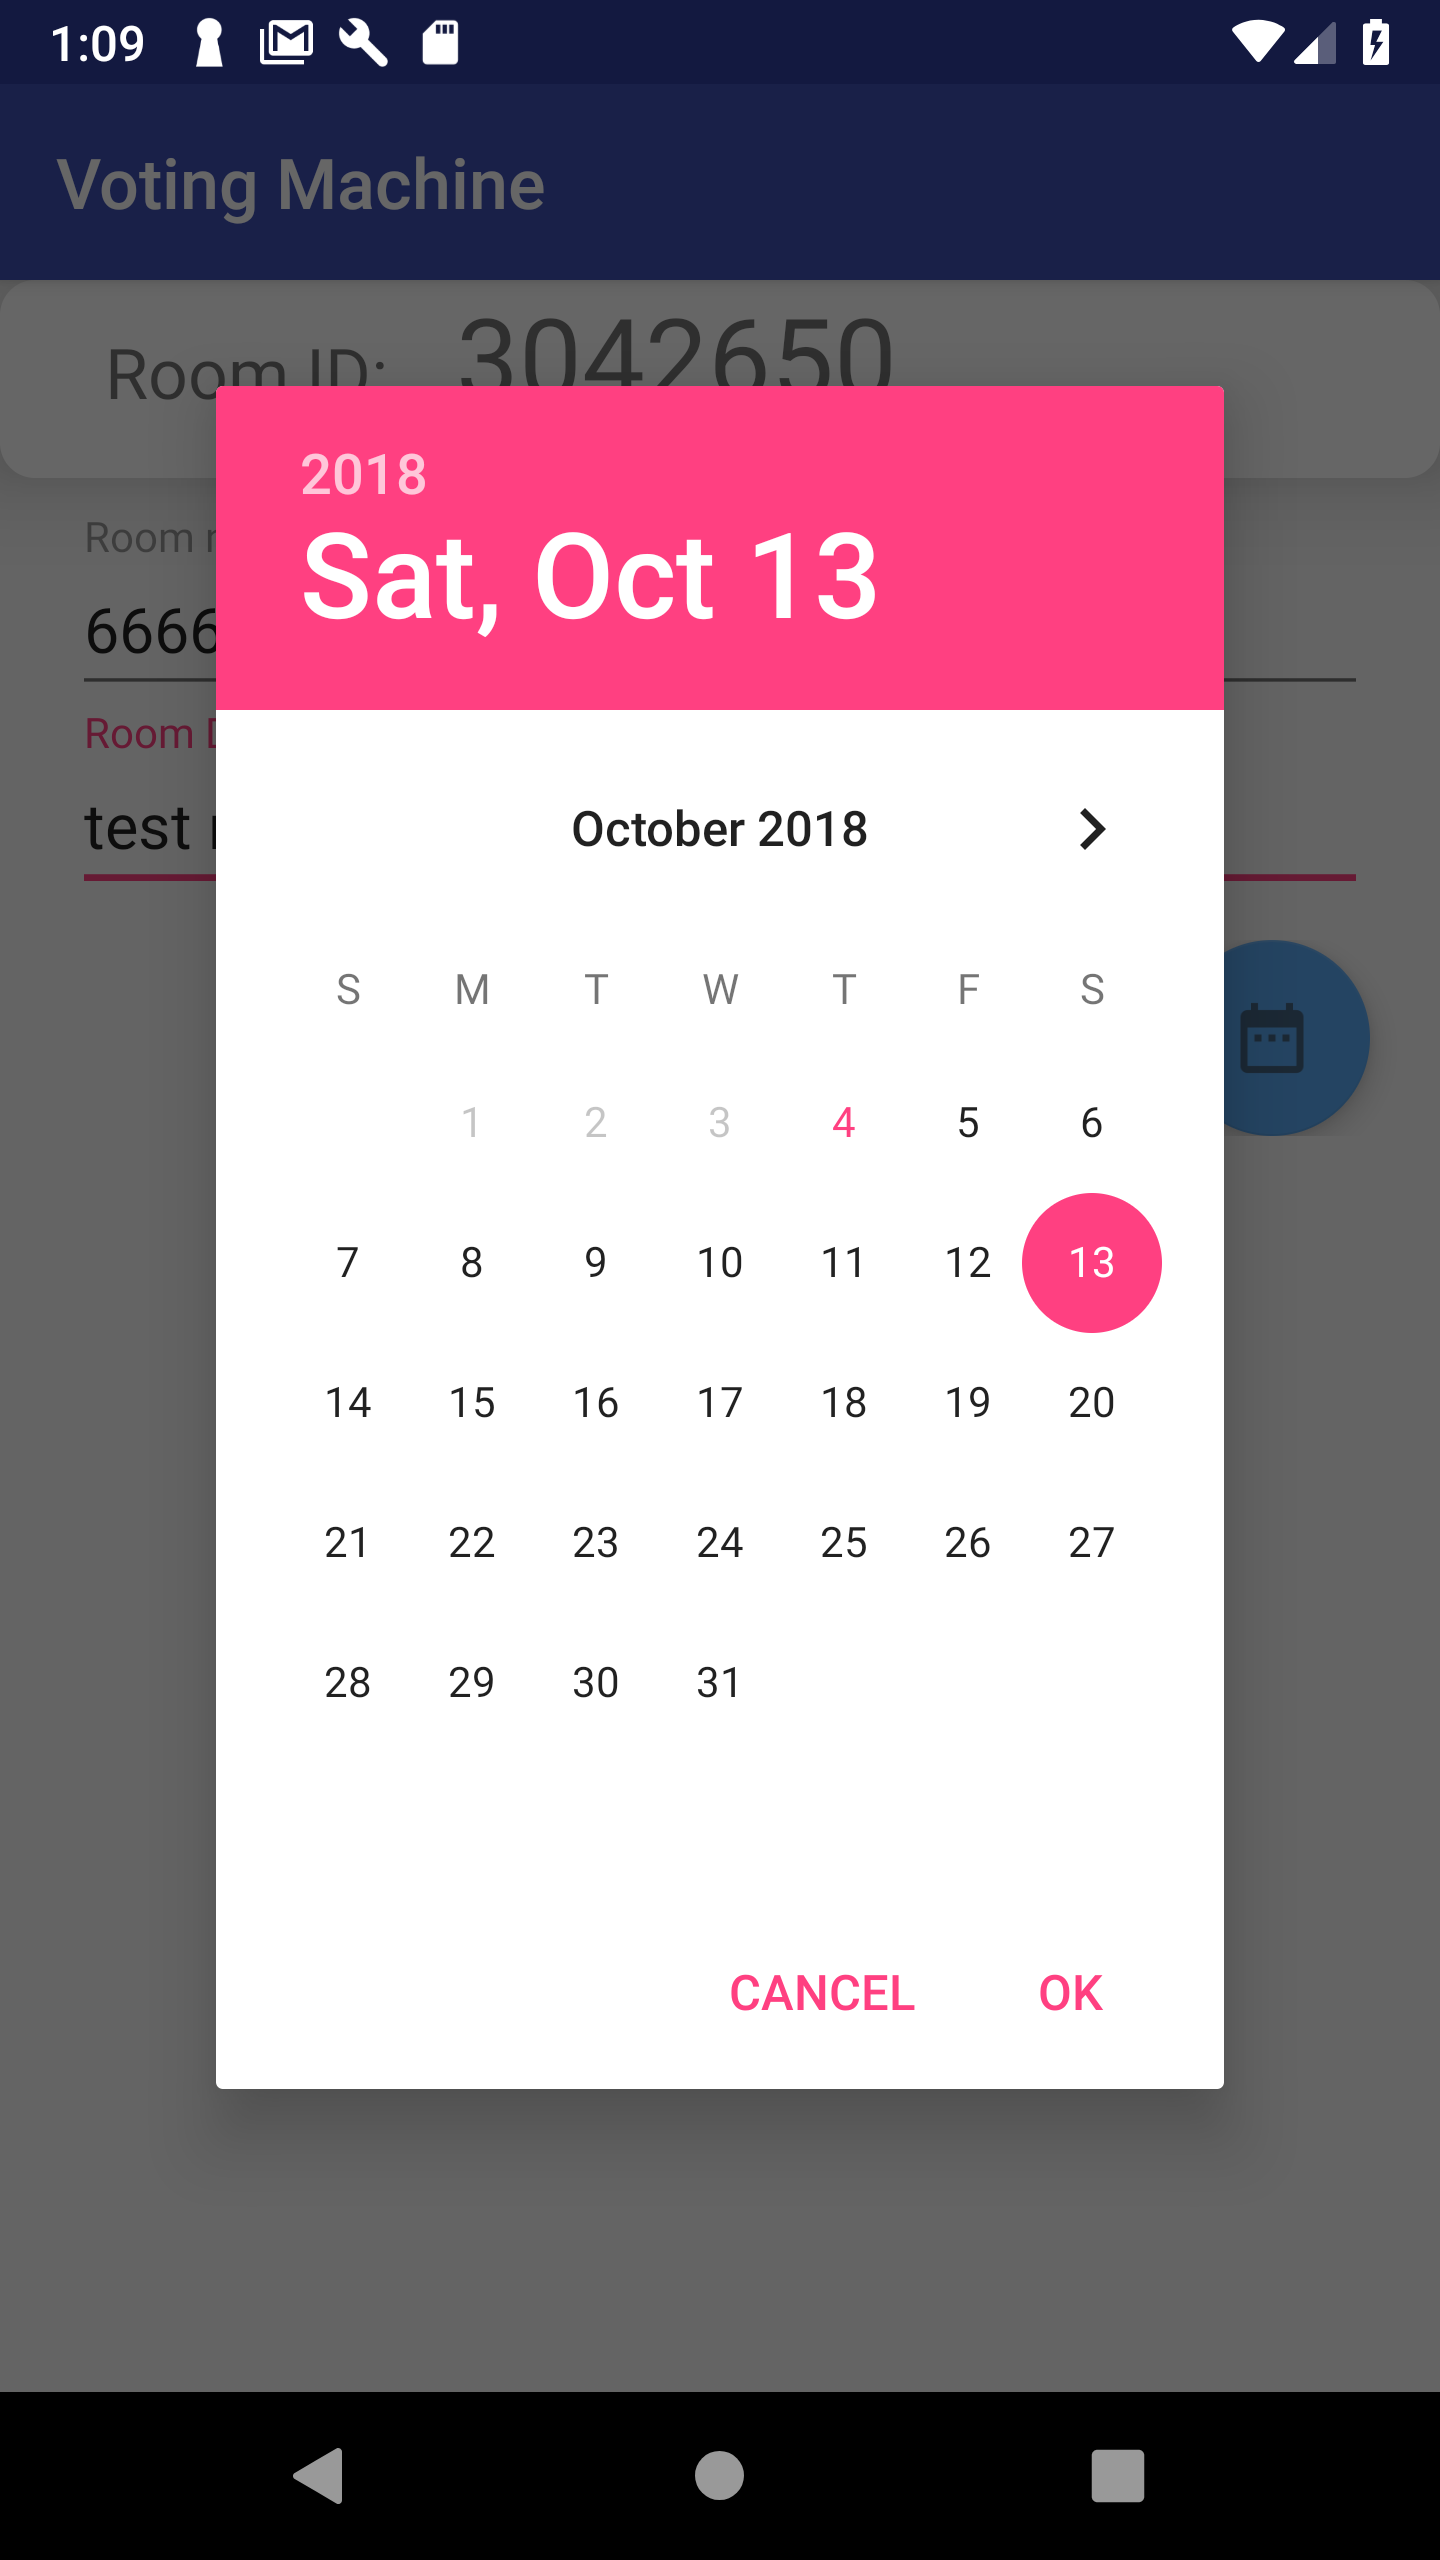 1:09
Voting Machine
Room ID: 3042650
Room
6666
Room
test
2018
Sat, Oct 13
October 2018
S M T W T F S
1 2 3 4 5 6
7 8 9 10 11 12 13
14 15 16 17 18 19 20
21 22 23 24 25 26 27
28 29 30 31
CANCEL OK